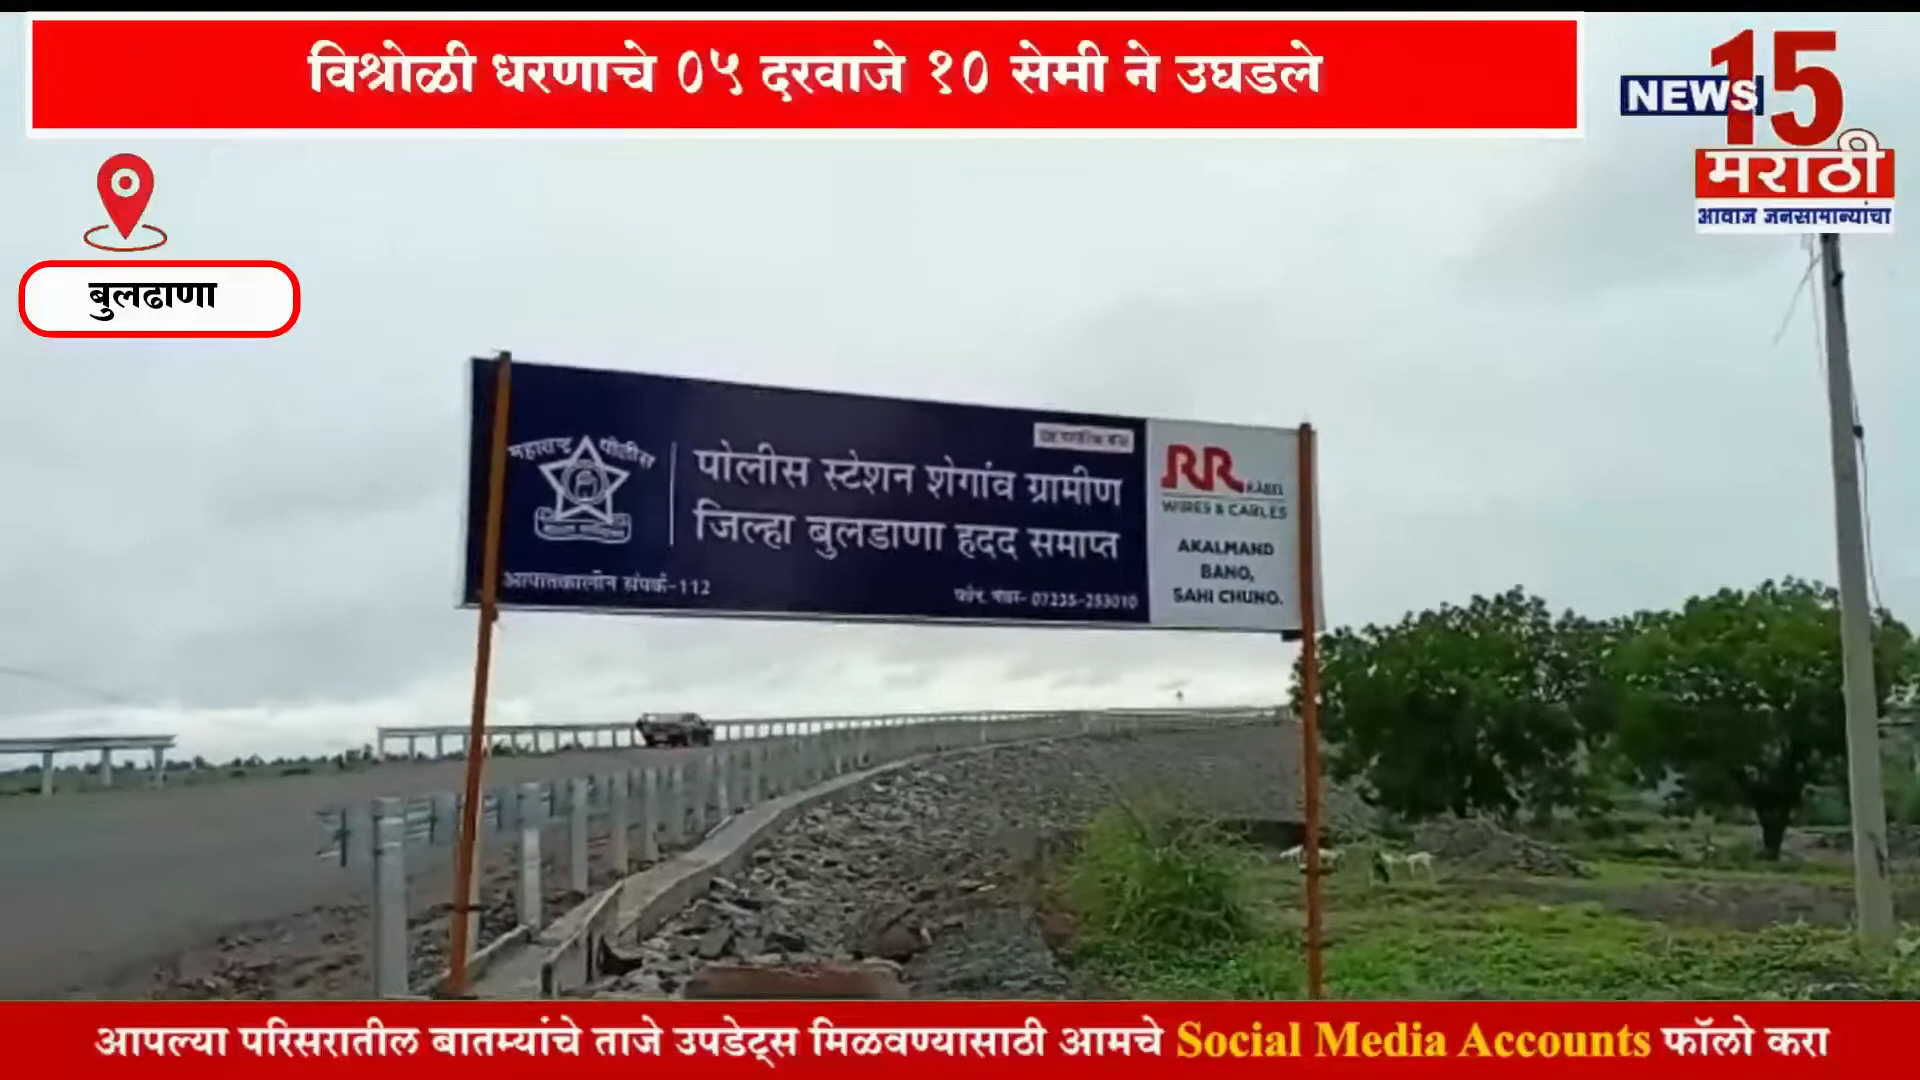 विश्रोळी धरणाचे ०५ दरवाजे १० सेमी ने उघडले
NEWS 15
मराठी
आवाज जनसामान्यांचा
बुलढाणा
महाराष्ट्र पोलीस
पोलीस स्टेशन शेगांव ग्रामीण
जिल्हा बुलडाणा हदद समाप्त
आपातकालीन संपर्क-112
फोन. नंबर- 07235-253010
RR KABEL
WIRES & CABLES
AKALMAND
BANO,
SAHI CHUNO.
आपल्या परिसरातील बातम्यांचे ताजे उपडेट्स मिळवण्यासाठी आमचे Social Media Accounts फॉलो करा